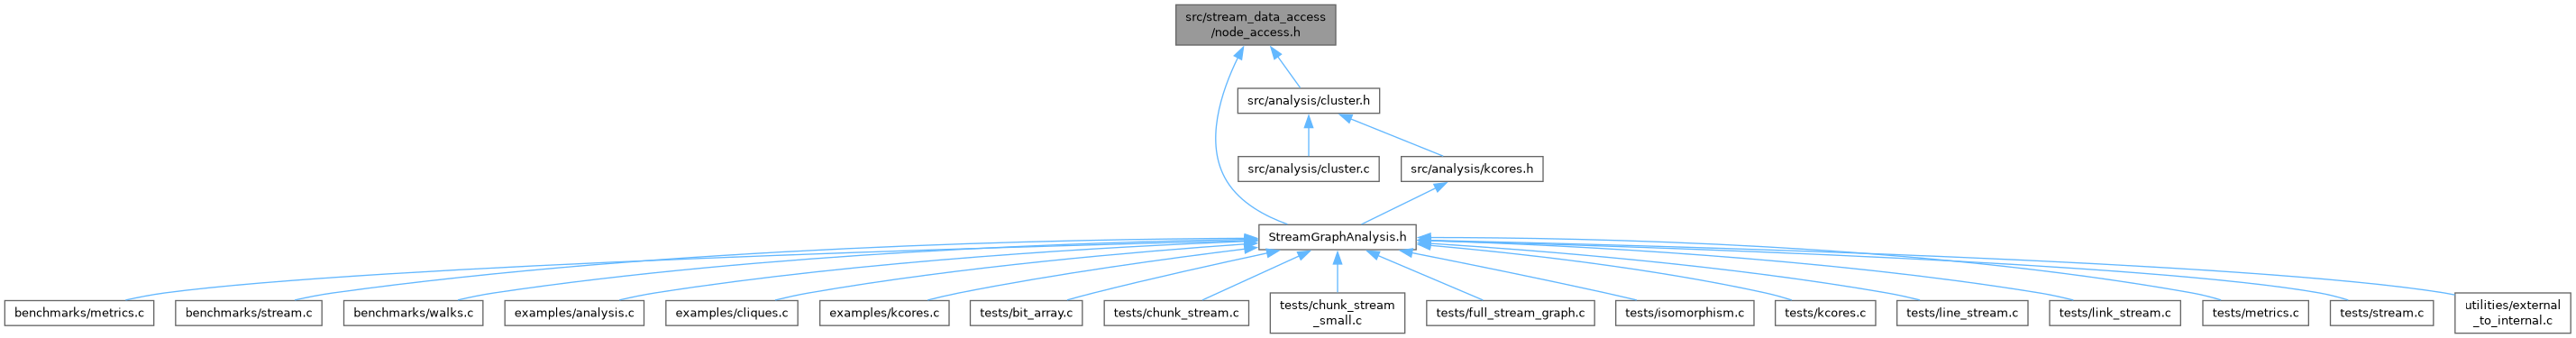 src/stream_data_access
/node_access.h
src/analysis/cluster.h
src/analysis/cluster.c
src/analysis/kcores.h
StreamGraphAnalysis.h
benchmarks/metrics.c
benchmarks/stream.c
benchmarks/walks.c
examples/analysis.c
examples/cliques.c
examples/kcores.c
tests/bit_array.c
tests/chunk_stream.c
tests/chunk_stream
_small.c
tests/full_stream_graph.c
tests/isomorphism.c
tests/kcores.c
tests/line_stream.c
tests/link_stream.c
tests/metrics.c
tests/stream.c
utilities/external
_to_internal.c